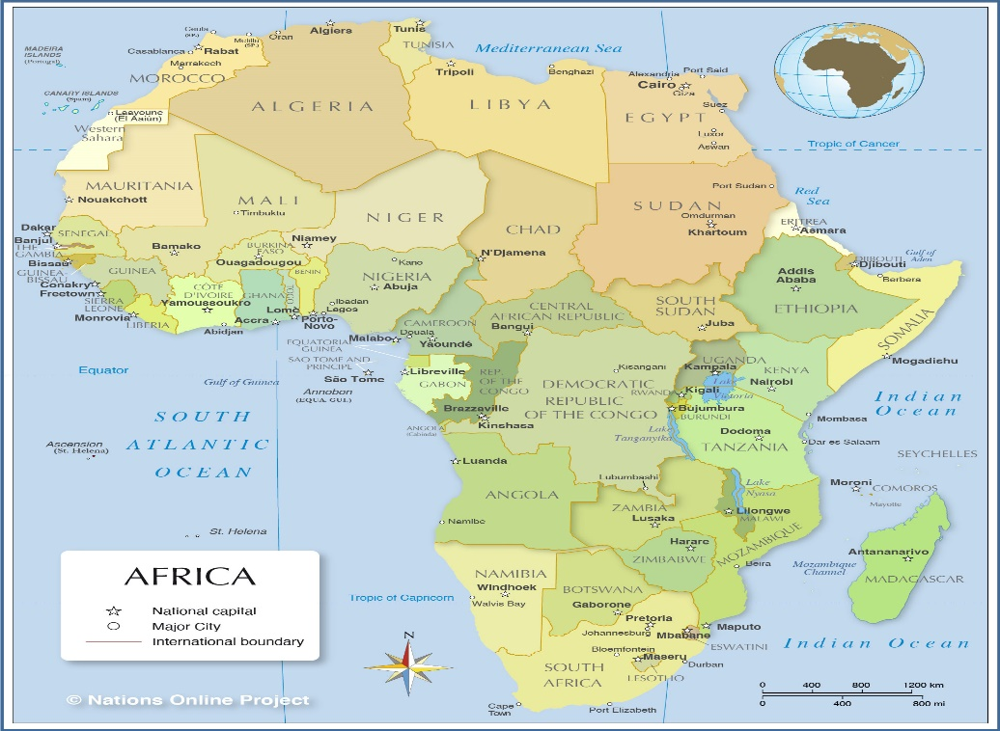 MADEIRA
ISLANDS
(Portugal)
Ceuta
(SP.)
Melilla
(SP.)
Oran
Algiers
Tunis
TUNISIA
Mediterranean Sea
Casablanca
Rabat
Marrakech
MOROCCO
Tripoli
Benghazi
Alexandria
Port Said
Cairo
Giza
Suez
CANARY ISLANDS
(Spain)
Laayoune
(El Aaiún)
Western
Sahara
ALGERIA
LIBYA
EGYPT
Luxor
Aswan
Tropic of Cancer
MAURITANIA
Nouakchott
MALI
Timbuktu
NIGER
CHAD
SUDAN
Omdurman
Khartoum
Port Sudan
Red
Sea
ERITREA
Asmara
Dakar
SENEGAL
Banjul
THE
GAMBIA
Bissau
GUINEA-
BISSAU
Bamako
BURKINA
FASO
Ouagadougou
Niamey
BENIN
Kano
NIGERIA
Abuja
N'Djamena
DJIBOUTI
Djibouti
Gulf of
Aden
Berbera
Addis
Ababa
ETHIOPIA
SOMALIA
Mogadishu
GUINEA
Conakry
Freetown
SIERRA
LEONE
Monrovia
LIBERIA
CÔTE
D'IVOIRE
Yamoussoukro
Abidjan
GHANA
Accra
TOGO
Lomé
Porto-
Novo
Ibadan
Lagos
CAMEROON
Douala
Yaoundé
Malabo
EQUATORIAL
GUINEA
CENTRAL
AFRICAN REPUBLIC
Bangui
SOUTH
SUDAN
Juba
SAO TOME AND
PRINCIPE
São Tome
Annobon
(EQUA. GUI.)
Equator
Gulf of Guinea
Libreville
GABON
REP.
OF THE
CONGO
Brazzaville
Kinshasa
ANGOLA
(Cabinda)
Kisangani
DEMOCRATIC
REPUBLIC
OF THE CONGO
UGANDA
Kampala
KENYA
Nairobi
Lake
Victoria
RWANDA
Kigali
Bujumbura
BURUNDI
Lake
Tanganyika
Dodoma
TANZANIA
Mombasa
Dar es Salaam
Indian
Ocean
SEYCHELLES
SOUTH
ATLANTIC
OCEAN
Ascension
(St. Helena)
St. Helena
Luanda
ANGOLA
Namibe
Lubumbashi
ZAMBIA
Lusaka
Lake
Nyasa
Lilongwe
MALAWI
Moroni
COMOROS
Mayotte
Harare
ZIMBABWE
MOZAMBIQUE
Beira
Mozambique
Channel
Antananarivo
MADAGASCAR
NAMIBIA
Windhoek
Walvis Bay
BOTSWANA
Gaborone
Pretoria
Johannesburg
Mbabane
Maputo
ESWATINI
Bloemfontein
Maseru
LESOTHO
Durban
SOUTH
AFRICA
Cape
Town
Port Elizabeth
Tropic of Capricorn
Indian Ocean
AFRICA
National capital
Major City
International boundary
N
© Nations Online Project
0 400 800 1200 km
0 400 800 mi